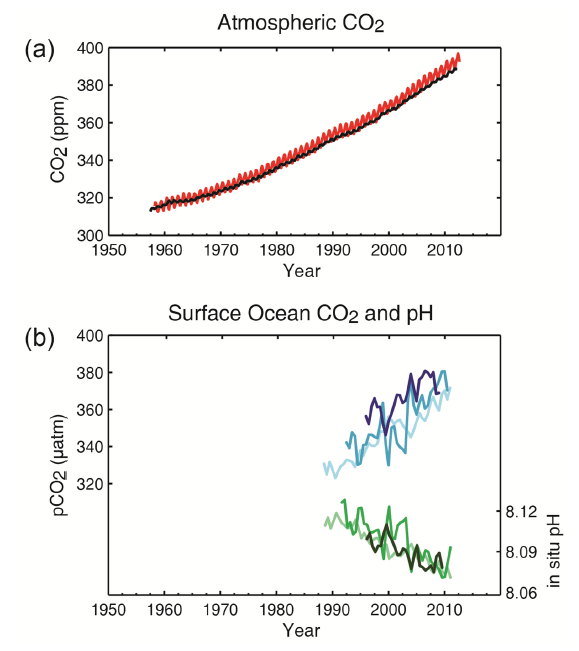 Atmospheric CO2
(a)
400
380
360
340
320
300
CO2 (ppm)
1950 1960 1970 1980 1990 2000 2010
Year
Surface Ocean CO2 and pH
(b)
400
380
360
340
320
pCO2 (µatm)
8.12
8.09
8.06
in situ pH
1950 1960 1970 1980 1990 2000 2010
Year